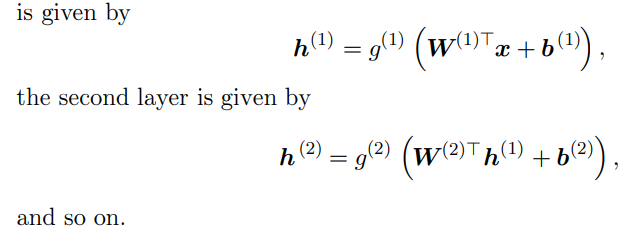 is given by
h⁽¹⁾ = g⁽¹⁾ (W⁽¹⁾⊤x + b⁽¹⁾),
the second layer is given by
h⁽²⁾ = g⁽²⁾ (W⁽²⁾⊤h⁽¹⁾ + b⁽²⁾),
and so on.